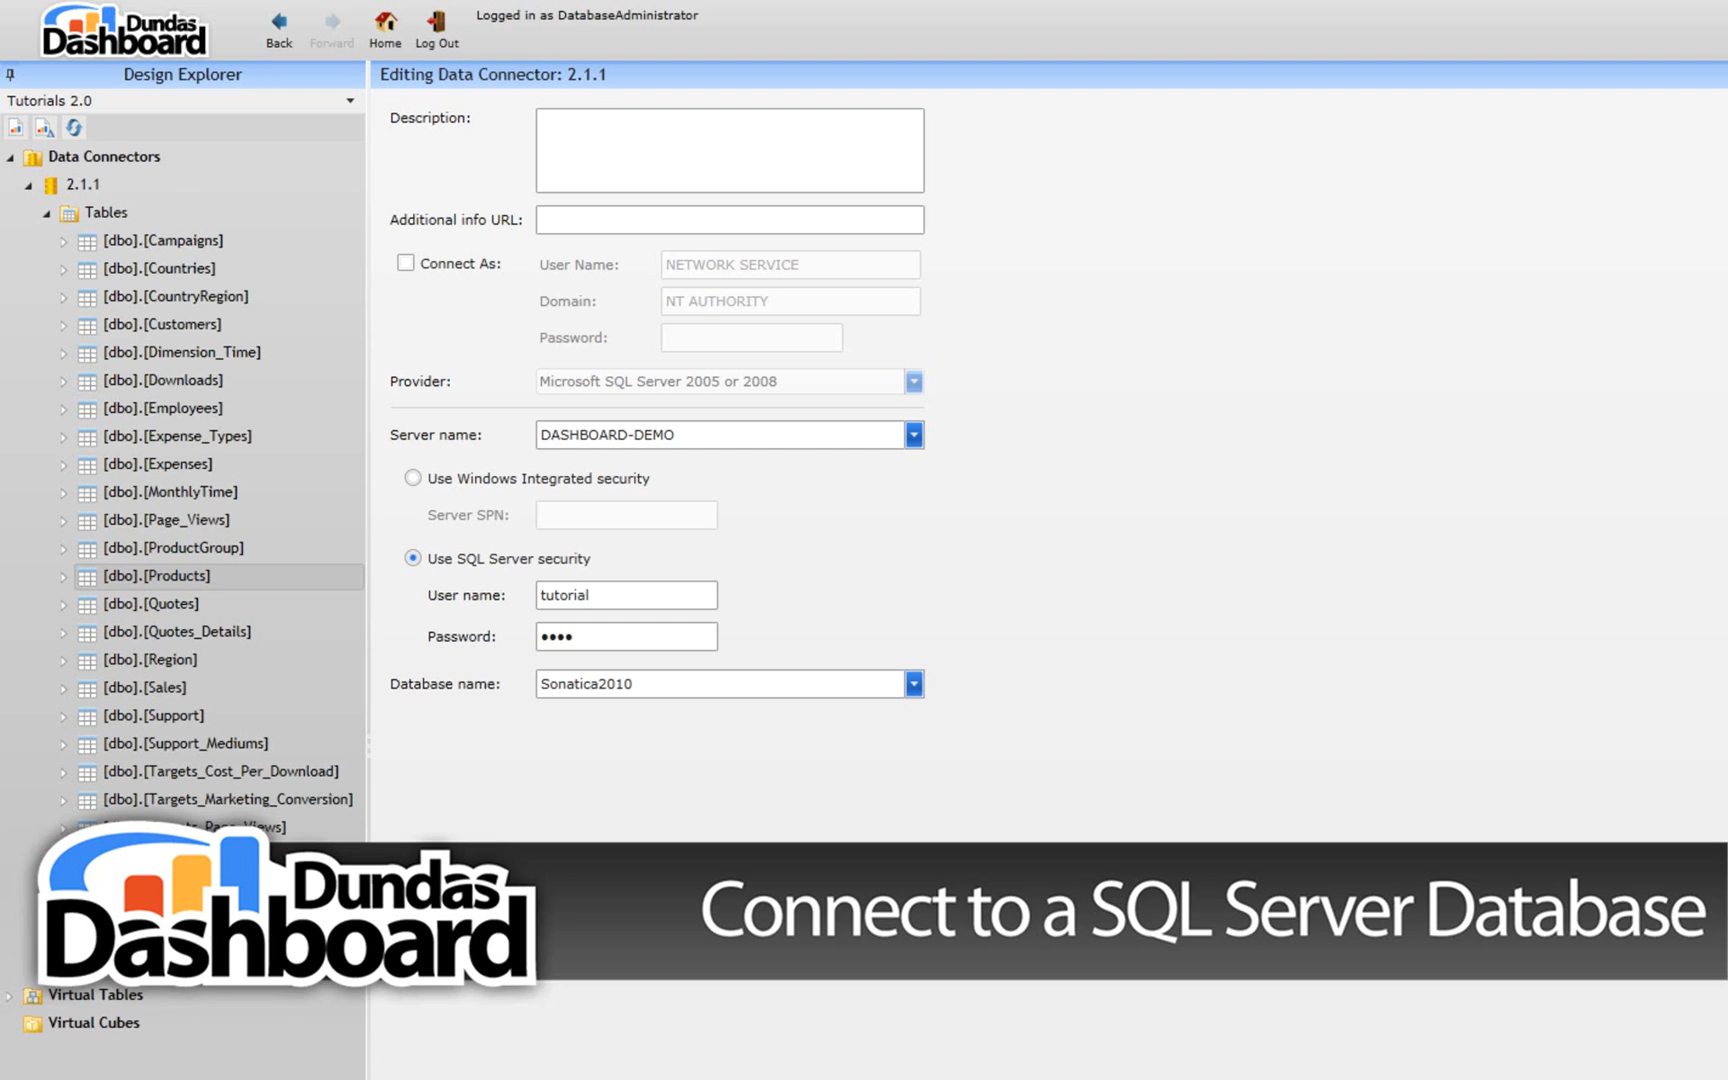 Dundas
Dashboard
Back
Forward
Home
Log Out
Logged in as DatabaseAdministrator
Design Explorer
Tutorials 2.0
Data Connectors
2.1.1
Tables
[dbo].[Campaigns]
[dbo].[Countries]
[dbo].[CountryRegion]
[dbo].[Customers]
[dbo].[Dimension_Time]
[dbo].[Downloads]
[dbo].[Employees]
[dbo].[Expense_Types]
[dbo].[Expenses]
[dbo].[MonthlyTime]
[dbo].[Page_Views]
[dbo].[ProductGroup]
[dbo].[Products]
[dbo].[Quotes]
[dbo].[Quotes_Details]
[dbo].[Region]
[dbo].[Sales]
[dbo].[Support]
[dbo].[Support_Mediums]
[dbo].[Targets_Cost_Per_Download]
[dbo].[Targets_Marketing_Conversion]
Virtual Tables
Virtual Cubes
Editing Data Connector: 2.1.1
Description:
Additional info URL:
Connect As:
User Name: NETWORK SERVICE
Domain: NT AUTHORITY
Password:
Provider: Microsoft SQL Server 2005 or 2008
Server name: DASHBOARD-DEMO
Use Windows Integrated security
Server SPN:
Use SQL Server security
User name: tutorial
Password: ••••
Database name: Sonatica2010
Dundas
Dashboard
Connect to a SQL Server Database